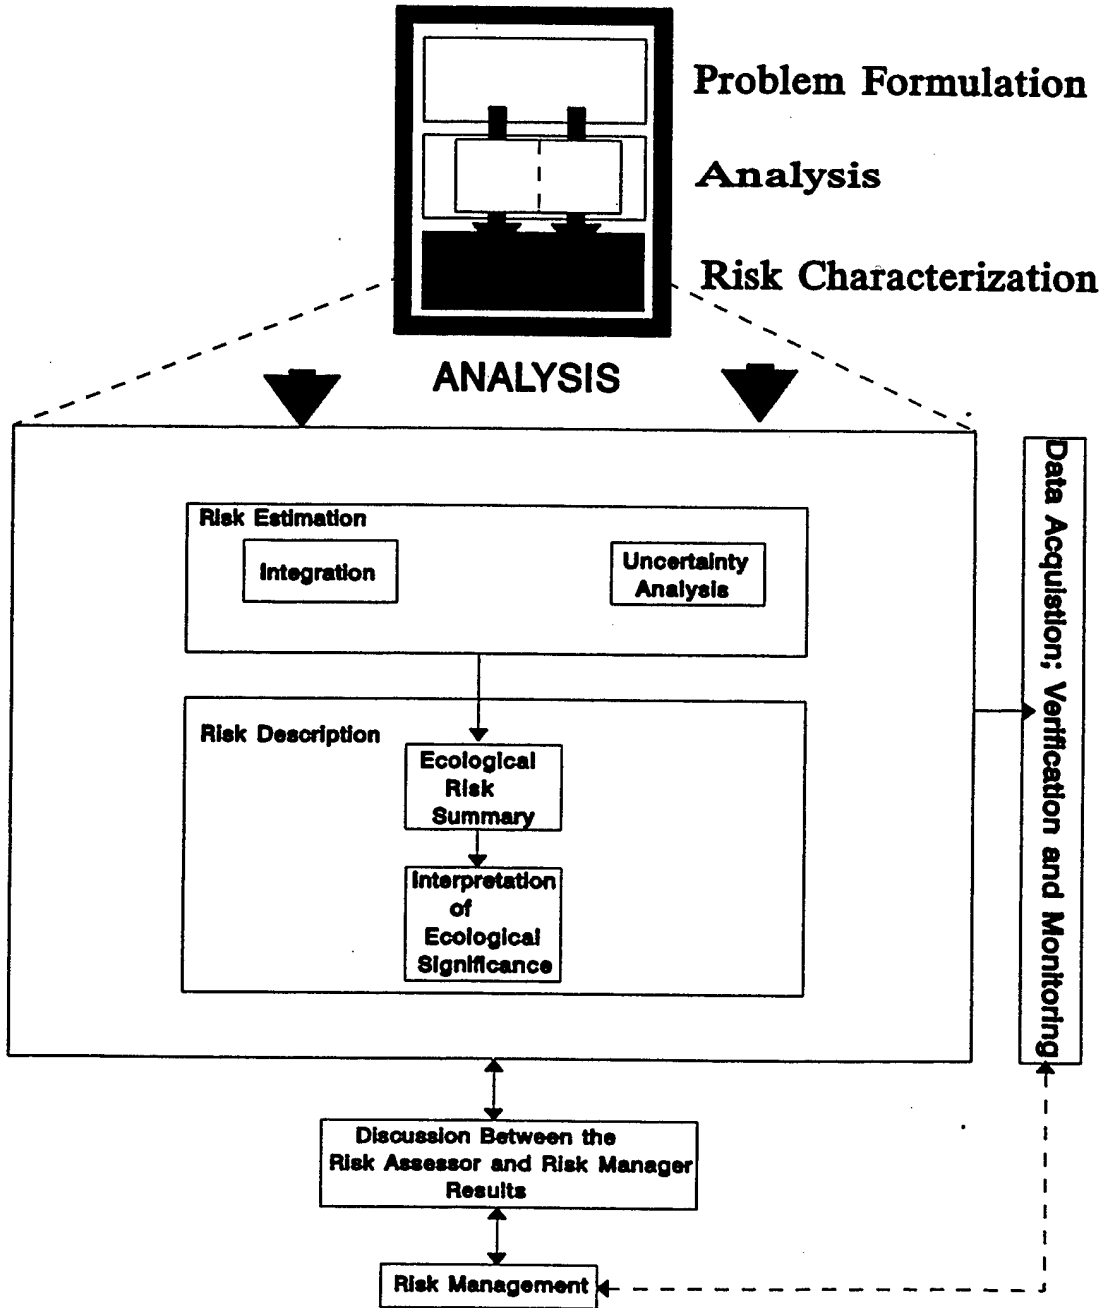 Problem Formulation
Analysis
Risk Characterization
ANALYSIS
Risk Estimation
Integration
Uncertainty
Analysis
Risk Description
Ecological
Risk
Summary
Interpretation
of
Ecological
Significance
Data Acquistion; Verification and Monitoring
Discussion Between the
Risk Assessor and Risk Manager
Results
Risk Management